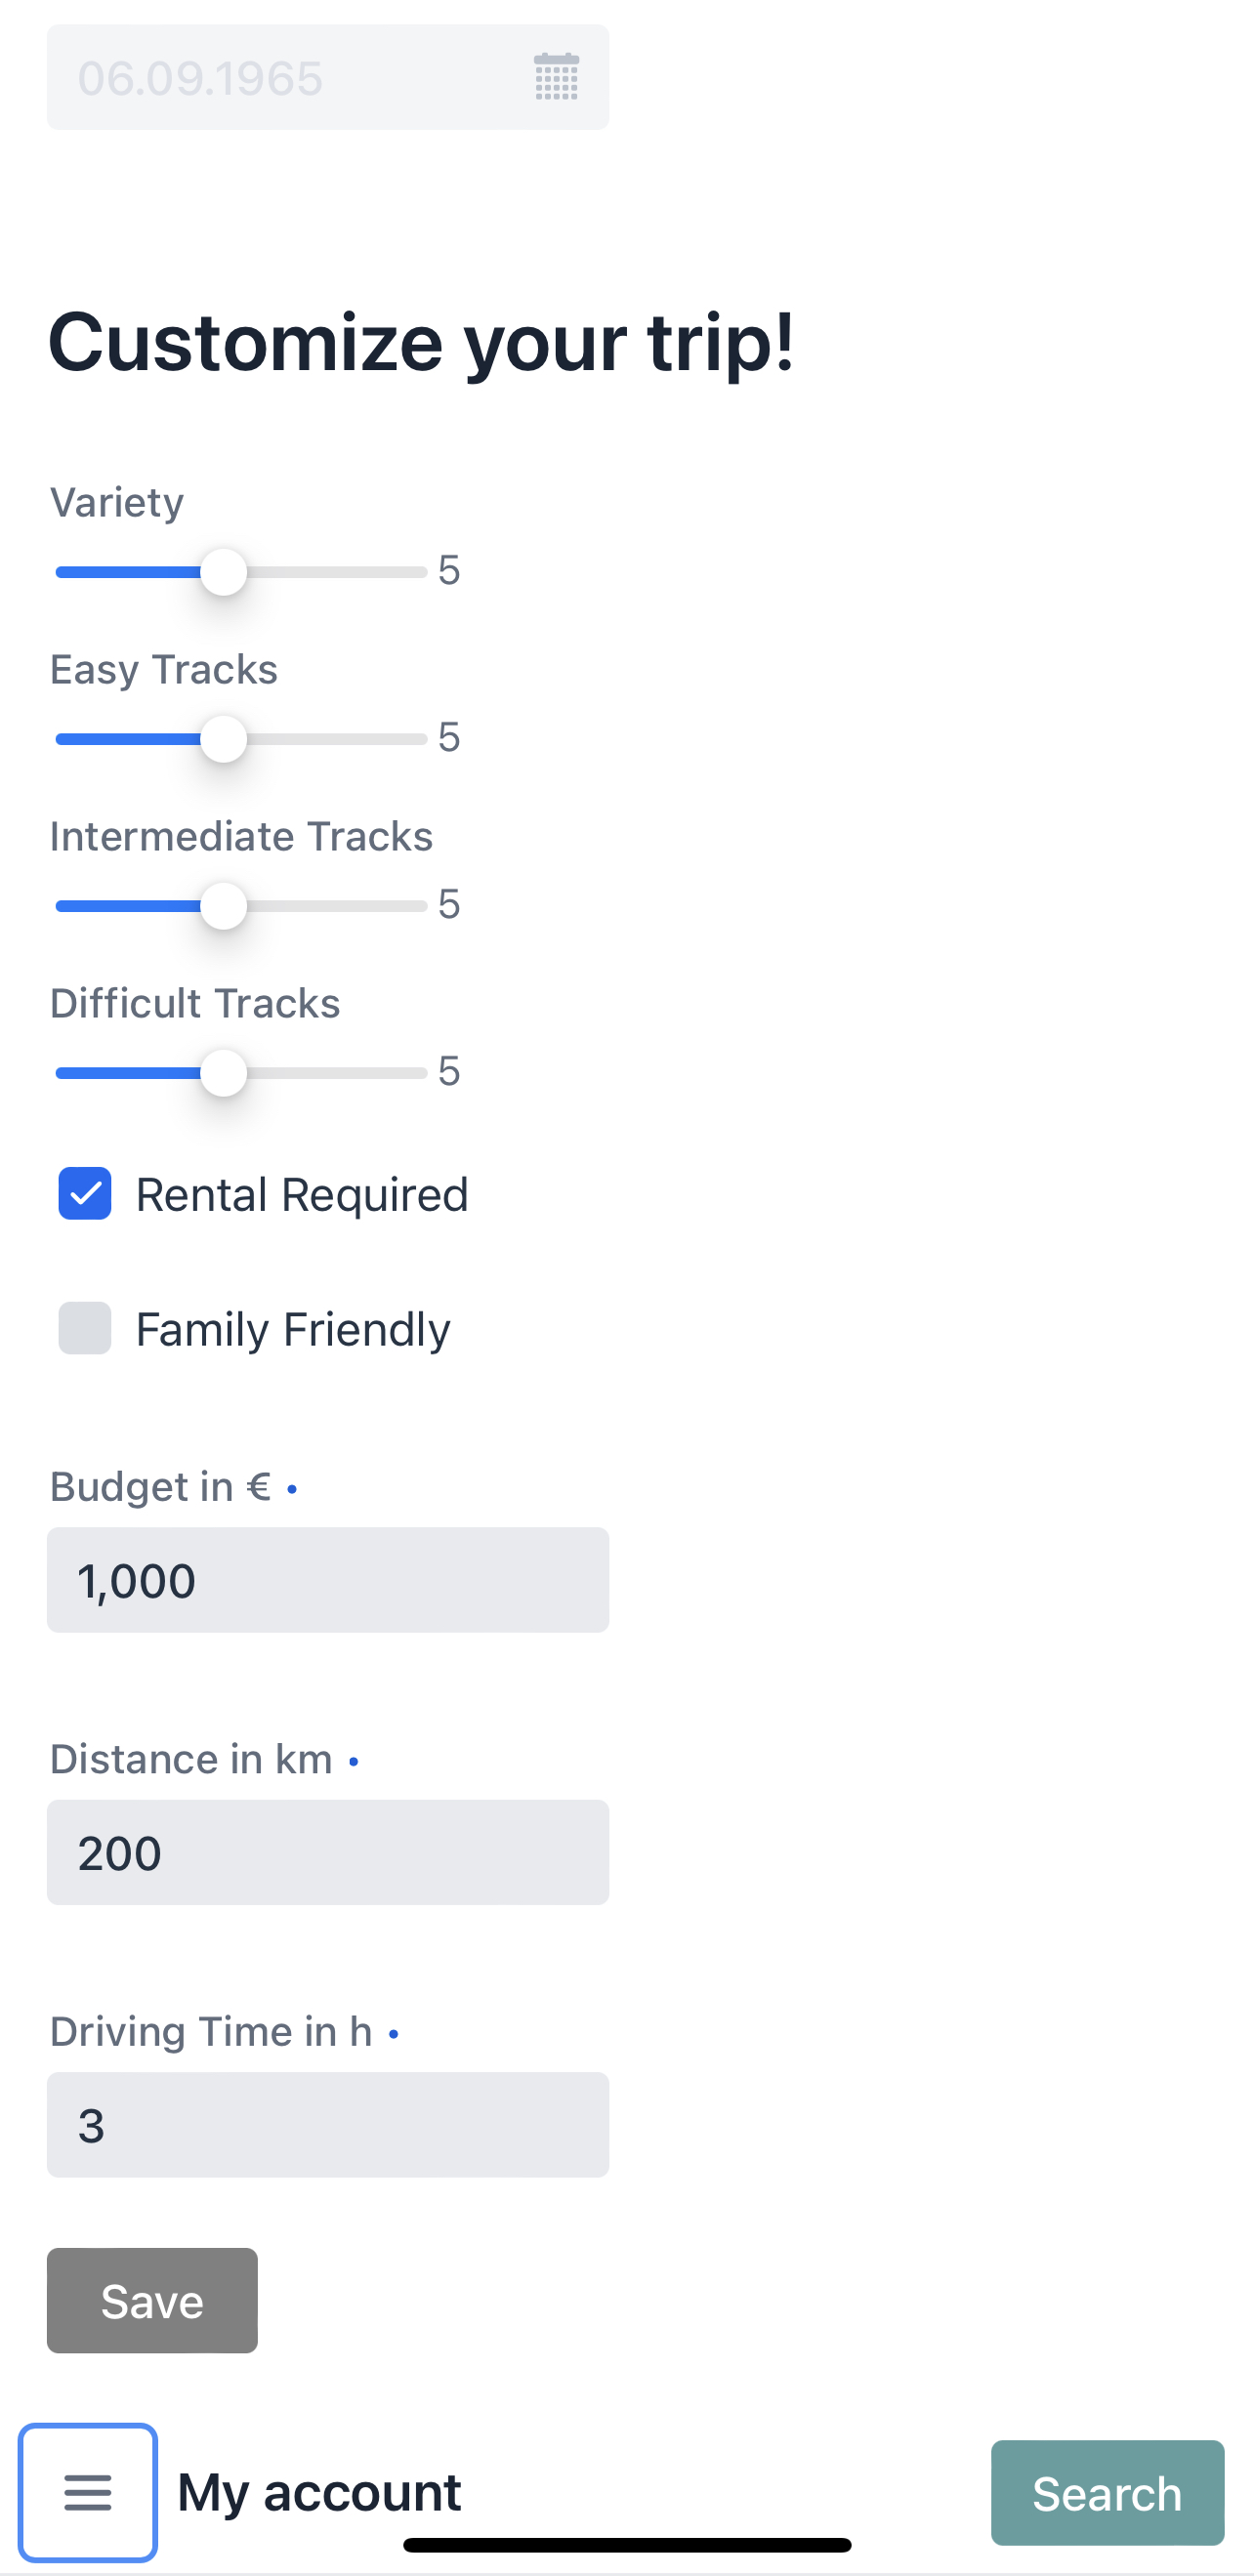 06.09.1965
Customize your trip!
Variety
5
Easy Tracks
5
Intermediate Tracks
5
Difficult Tracks
5
Rental Required
Family Friendly
Budget in € •
1,000
Distance in km •
200
Driving Time in h •
3
Save
My account
Search